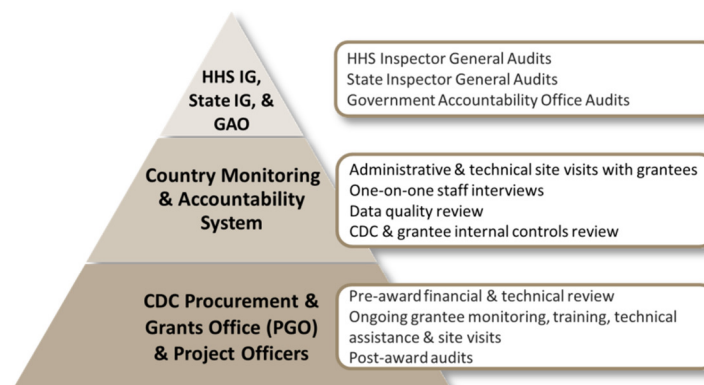 HHS IG,
State IG, &
GAO
HHS Inspector General Audits
State Inspector General Audits
Government Accountability Office Audits
Country Monitoring
& Accountability
System
Administrative & technical site visits with grantees
One-on-one staff interviews
Data quality review
CDC & grantee internal controls review
CDC Procurement &
Grants Office (PGO)
& Project Officers
Pre-award financial & technical review
Ongoing grantee monitoring, training, technical
assistance & site visits
Post-award audits